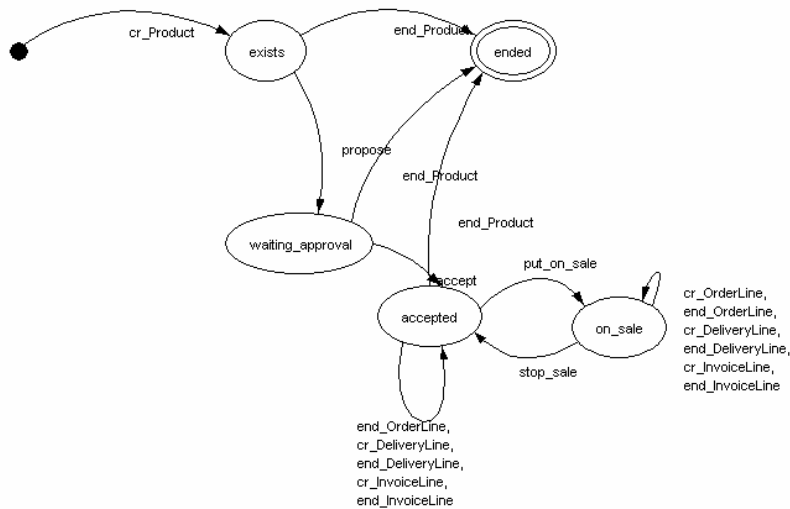 cr_Product
end_Product
exists
ended
propose
end_Product
end_Product
waiting_approval
put_on_sale
accept
cr_OrderLine,
end_OrderLine,
cr_DeliveryLine,
end_DeliveryLine,
cr_InvoiceLine,
end_InvoiceLine
accepted
on_sale
stop_sale
end_OrderLine,
cr_DeliveryLine,
end_DeliveryLine,
cr_InvoiceLine,
end_InvoiceLine